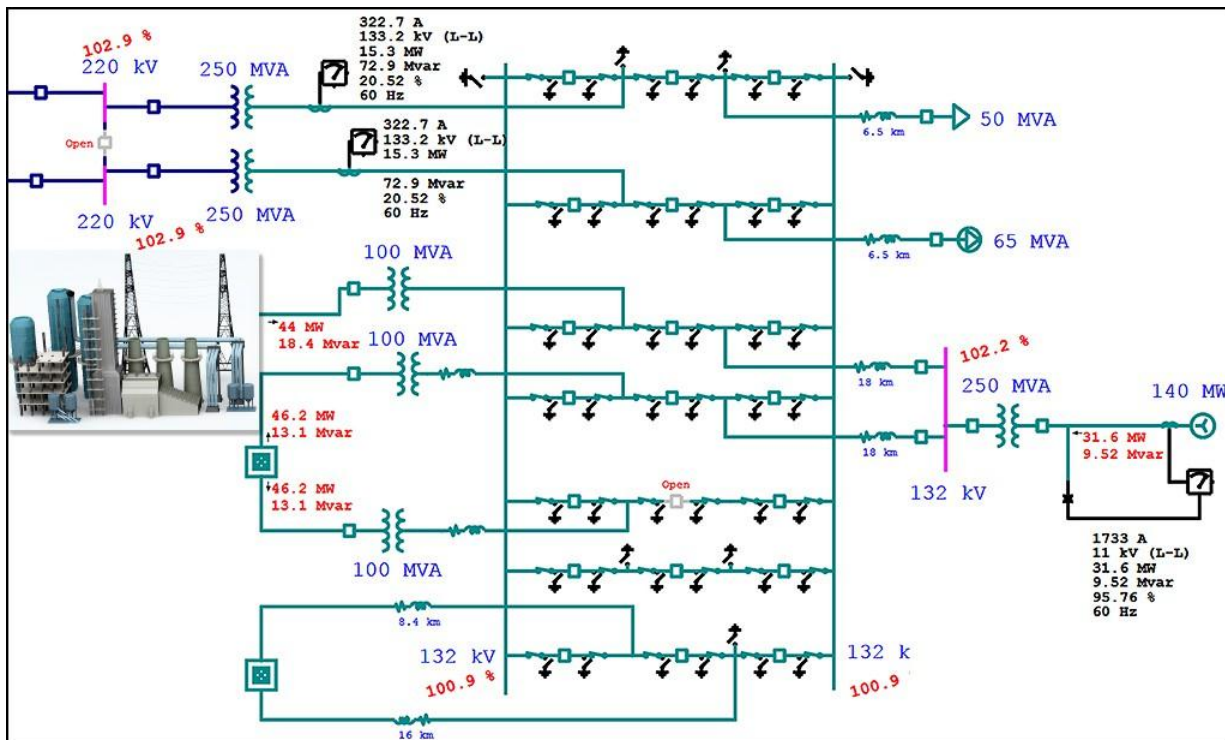 102.9 %
220 kV
250 MVA
322.7 A
133.2 kV (L-L)
15.3 MW
72.9 Mvar
20.52 %
60 Hz
Open
322.7 A
133.2 kV (L-L)
15.3 MW
72.9 Mvar
20.52 %
60 Hz
220 kV
102.9 %
250 MVA
6.5 km
50 MVA
6.5 km
65 MVA
100 MVA
44 MW
18.4 Mvar
100 MVA
18 km
102.2 %
250 MVA
140 MW
46.2 MW
13.1 Mvar
31.6 MW
9.52 Mvar
18 km
132 kV
46.2 MW
13.1 Mvar
Open
100 MVA
1733 A
11 kV (L-L)
31.6 MW
9.52 Mvar
95.76 %
60 Hz
8.4 km
132 kV
100.9 %
132 k
100.9
16 km